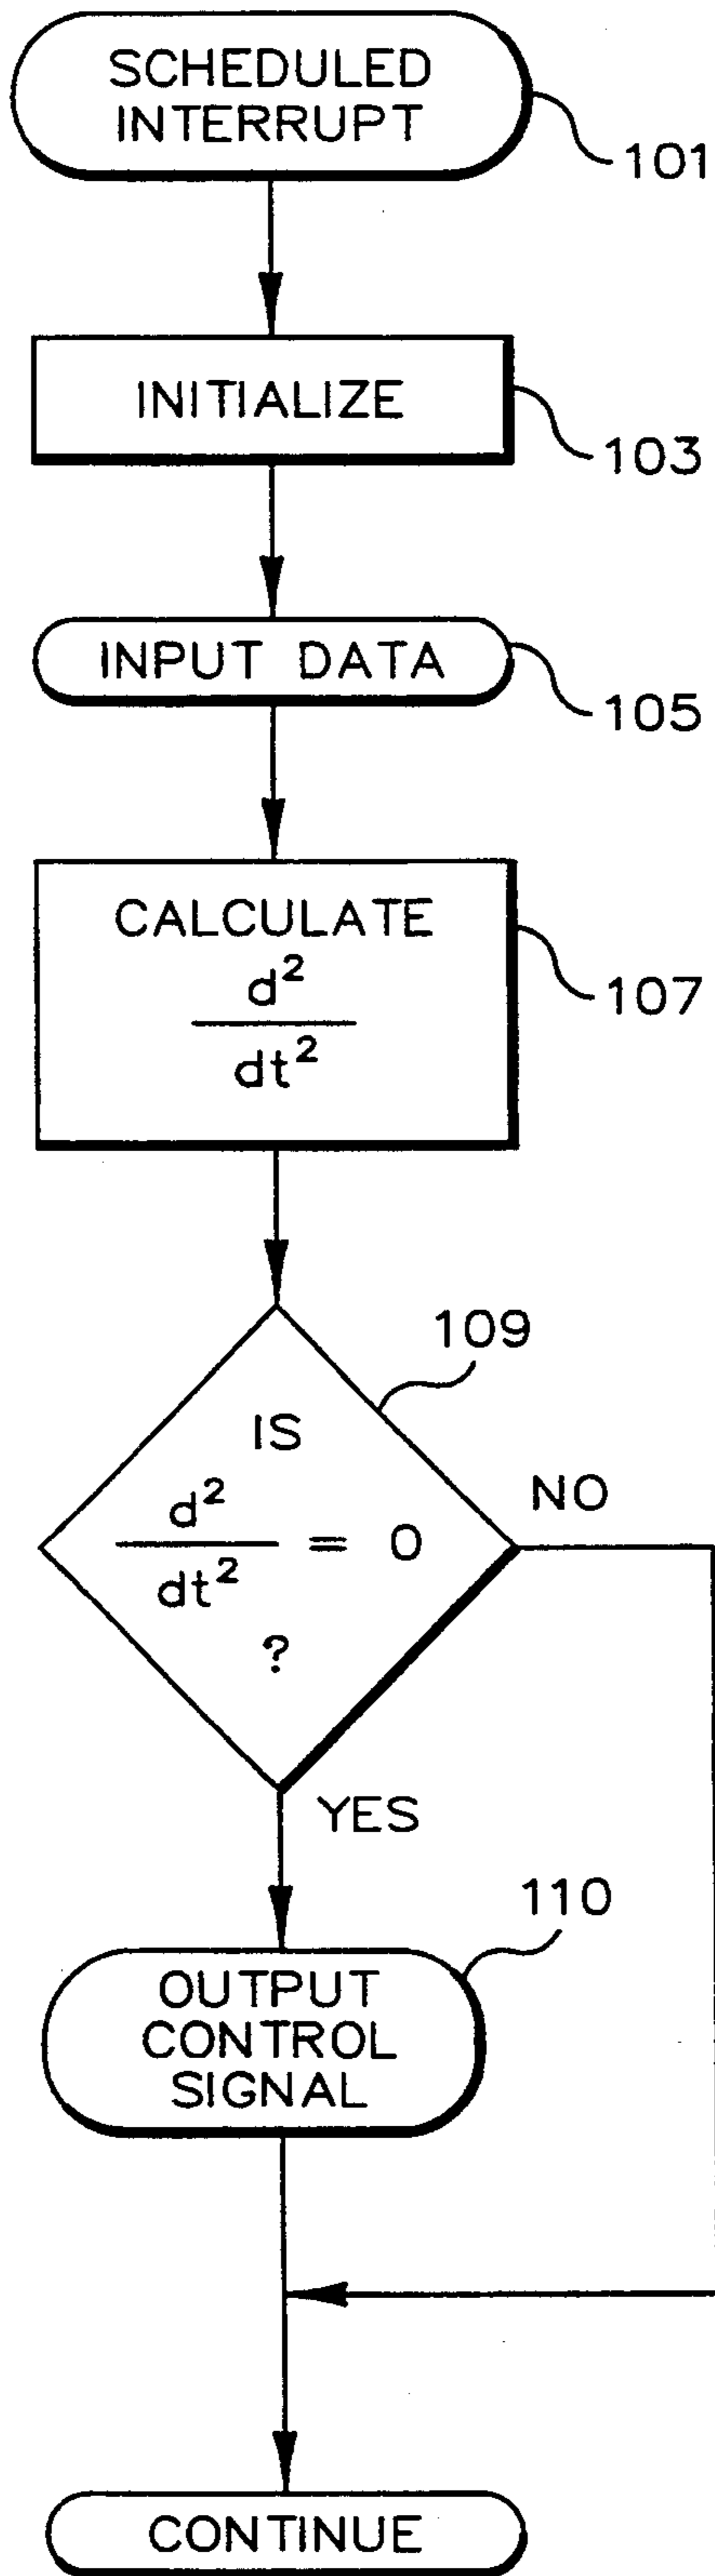 SCHEDULED
INTERRUPT
101
INITIALIZE
103
INPUT DATA
105
CALCULATE
d²
dt²
107
109
IS
d²
dt² = 0
?
NO
YES
110
OUTPUT
CONTROL
SIGNAL
CONTINUE